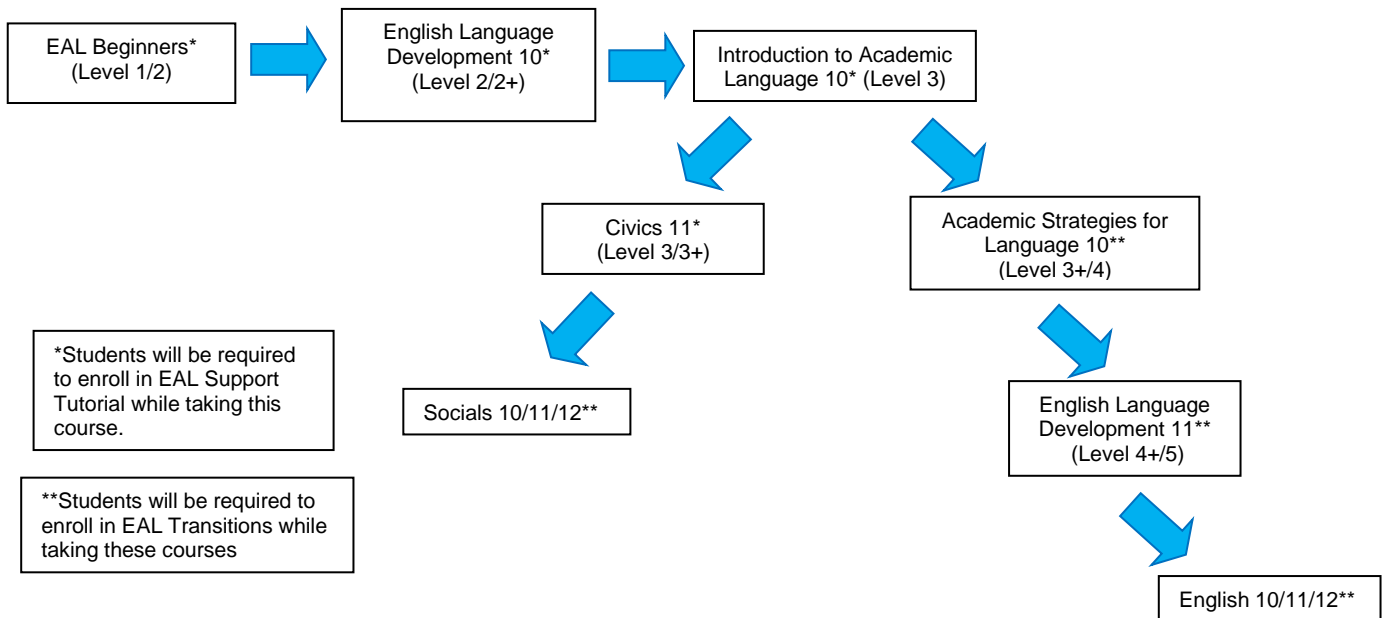 EAL Beginners*
(Level 1/2)
English Language
Development 10*
(Level 2/2+)
Introduction to Academic
Language 10* (Level 3)
Civics 11*
(Level 3/3+)
Academic Strategies for
Language 10**
(Level 3+/4)
*Students will be required
to enroll in EAL Support
Tutorial while taking this
course.
Socials 10/11/12**
English Language
Development 11**
(Level 4+/5)
**Students will be required to
enroll in EAL Transitions while
taking these courses
English 10/11/12**